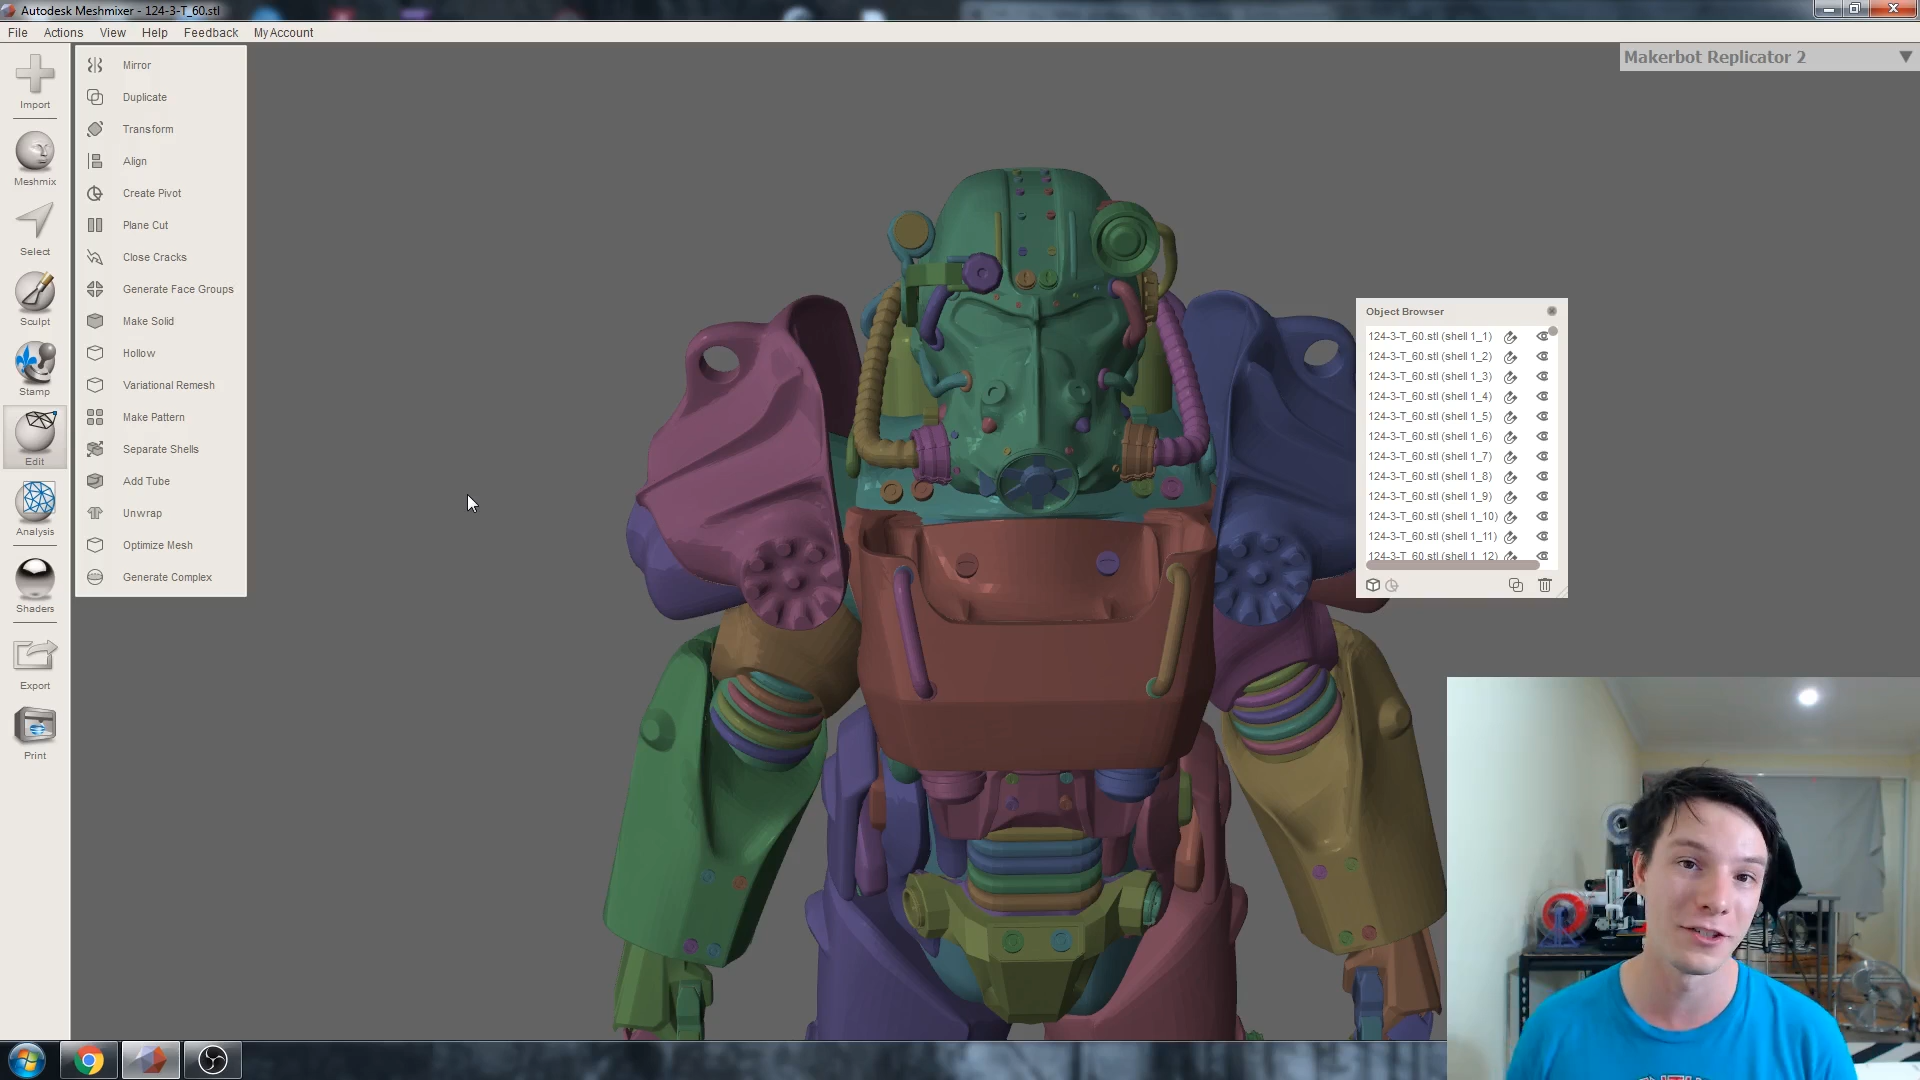 Autodesk Meshmixer - 124-3-T_60.stl
File Actions View Help Feedback My Account
Makerbot Replicator 2
Import
Meshmix
Select
Sculpt
Stamp
Edit
Analysis
Shaders
Export
Print
Mirror
Duplicate
Transform
Align
Create Pivot
Plane Cut
Close Cracks
Generate Face Groups
Make Solid
Hollow
Variational Remesh
Make Pattern
Separate Shells
Add Tube
Unwrap
Optimize Mesh
Generate Complex
Object Browser
124-3-T_60.stl (shell 1_1)
124-3-T_60.stl (shell 1_2)
124-3-T_60.stl (shell 1_3)
124-3-T_60.stl (shell 1_4)
124-3-T_60.stl (shell 1_5)
124-3-T_60.stl (shell 1_6)
124-3-T_60.stl (shell 1_7)
124-3-T_60.stl (shell 1_8)
124-3-T_60.stl (shell 1_9)
124-3-T_60.stl (shell 1_10)
124-3-T_60.stl (shell 1_11)
124-3-T_60.stl (shell 1_12)